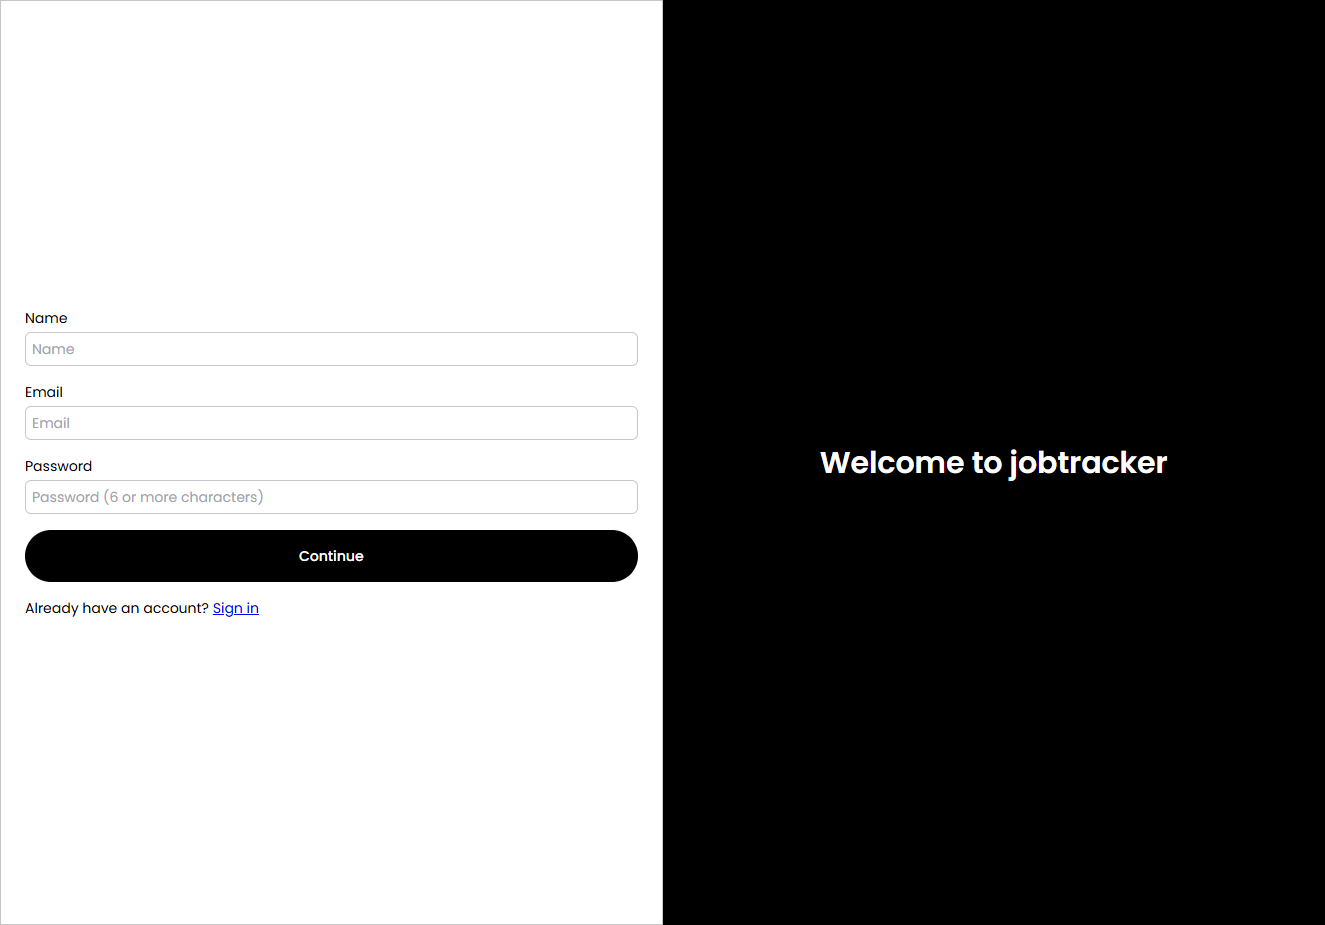 Name
Name
Email
Email
Password
Password (6 or more characters)
Continue
Already have an account? Sign in
Welcome to jobtracker